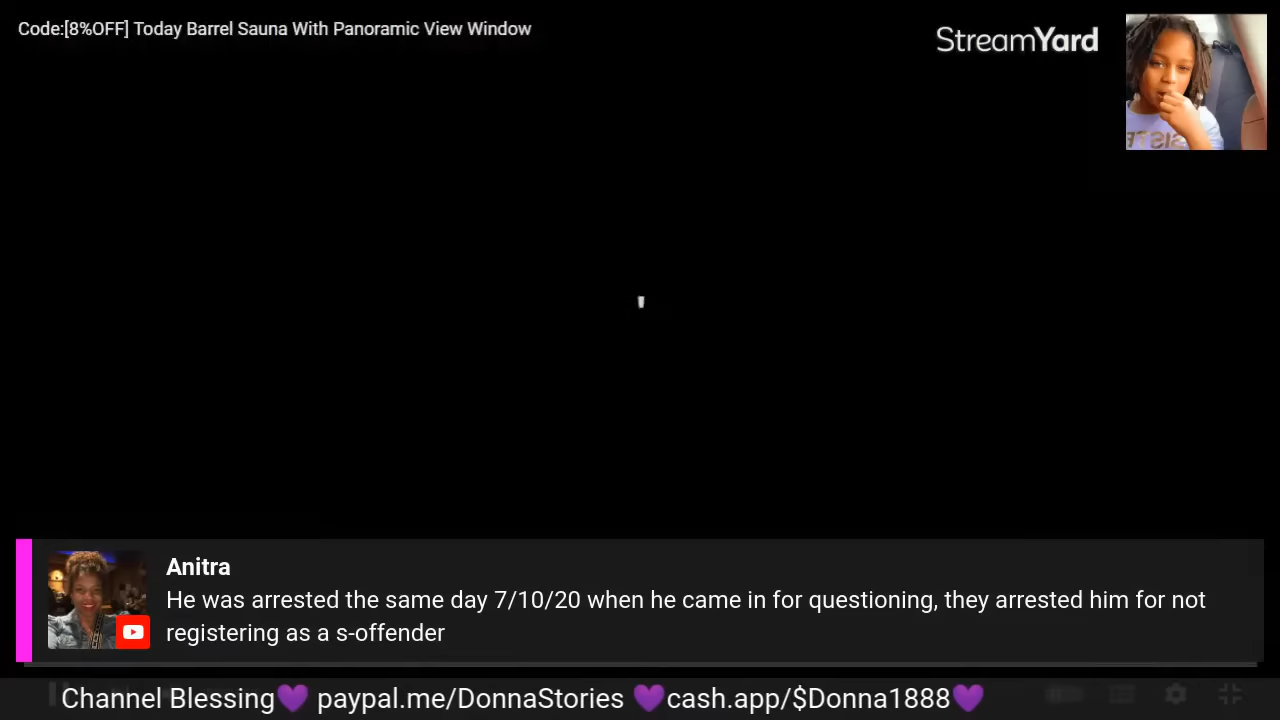 Code:[8%OFF] Today Barrel Sauna With Panoramic View Window
StreamYard
Anitra
He was arrested the same day 7/10/20 when he came in for questioning, they arrested him for not
registering as a s-offender
Channel Blessing💜 paypal.me/DonnaStories 💜cash.app/$Donna1888💜